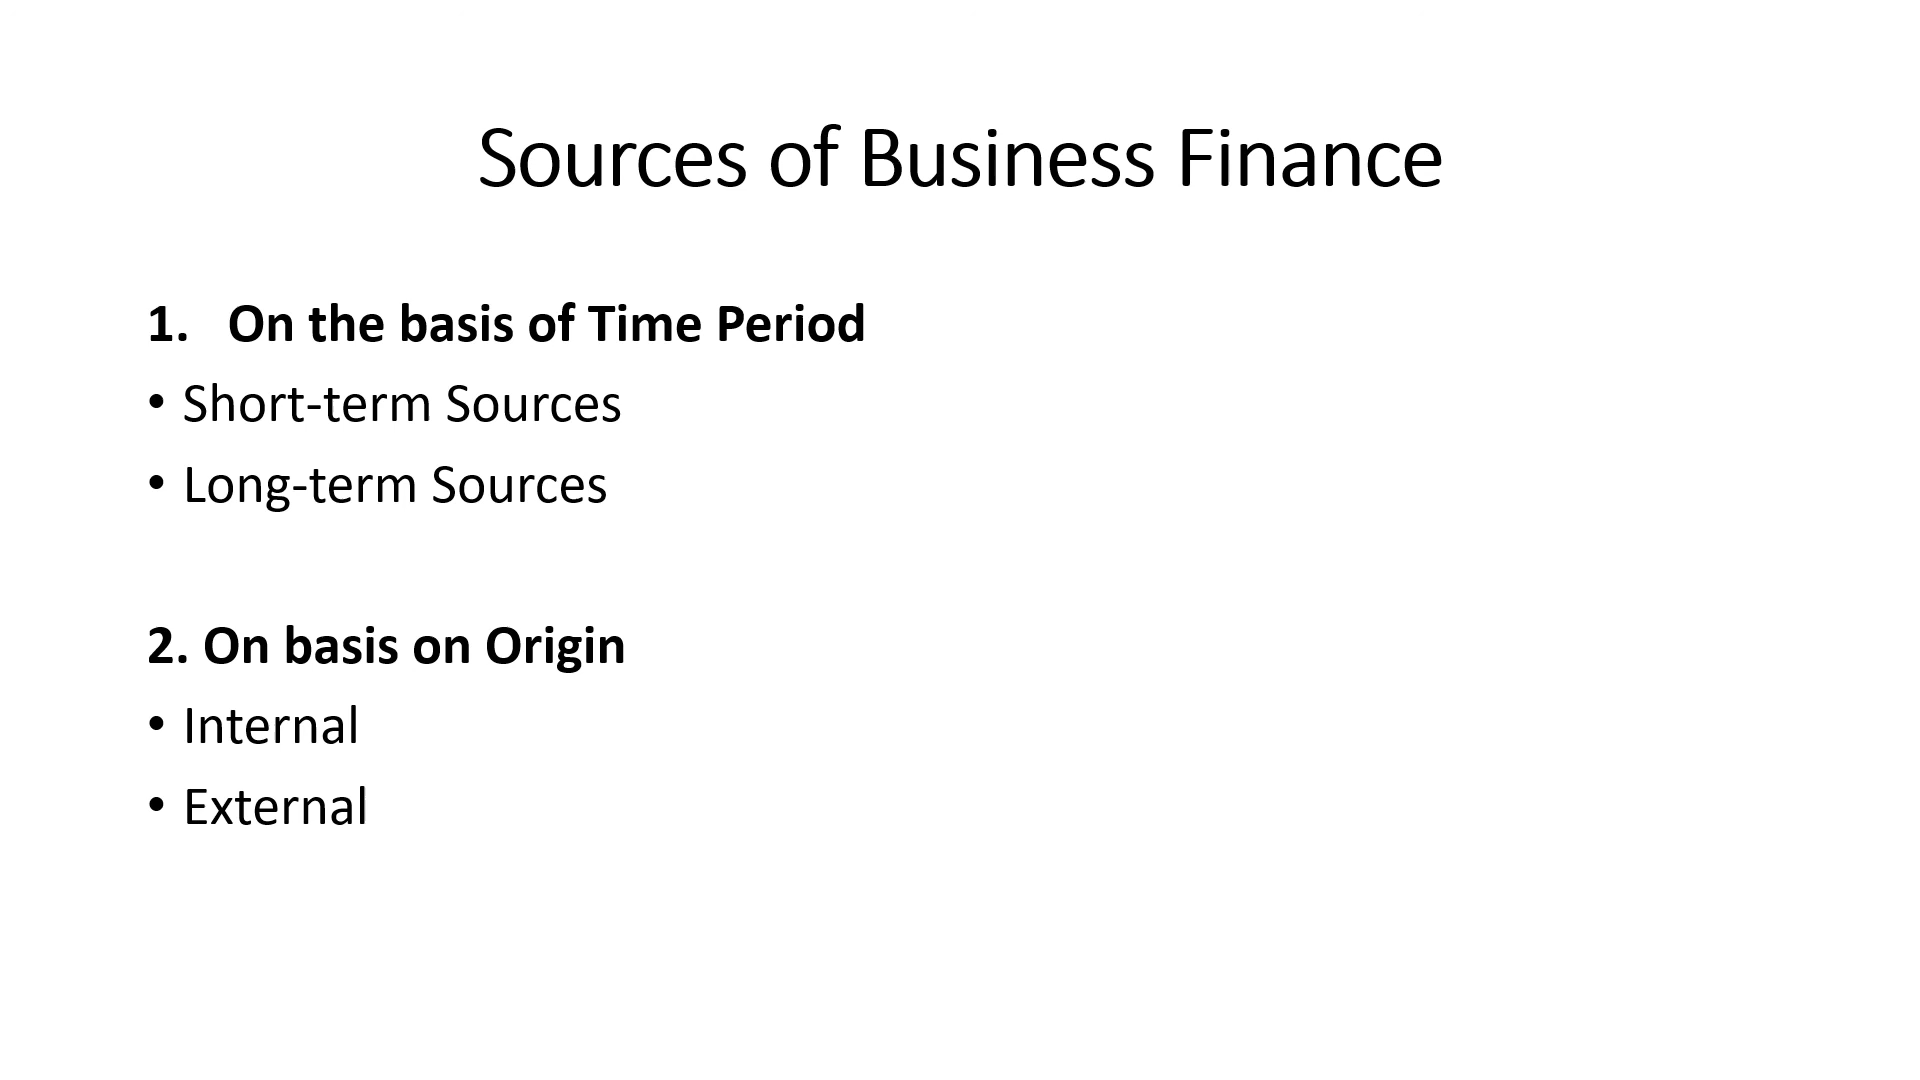 Sources of Business Finance
1. On the basis of Time Period
• Short-term Sources
• Long-term Sources
2. On basis on Origin
• Internal
• External